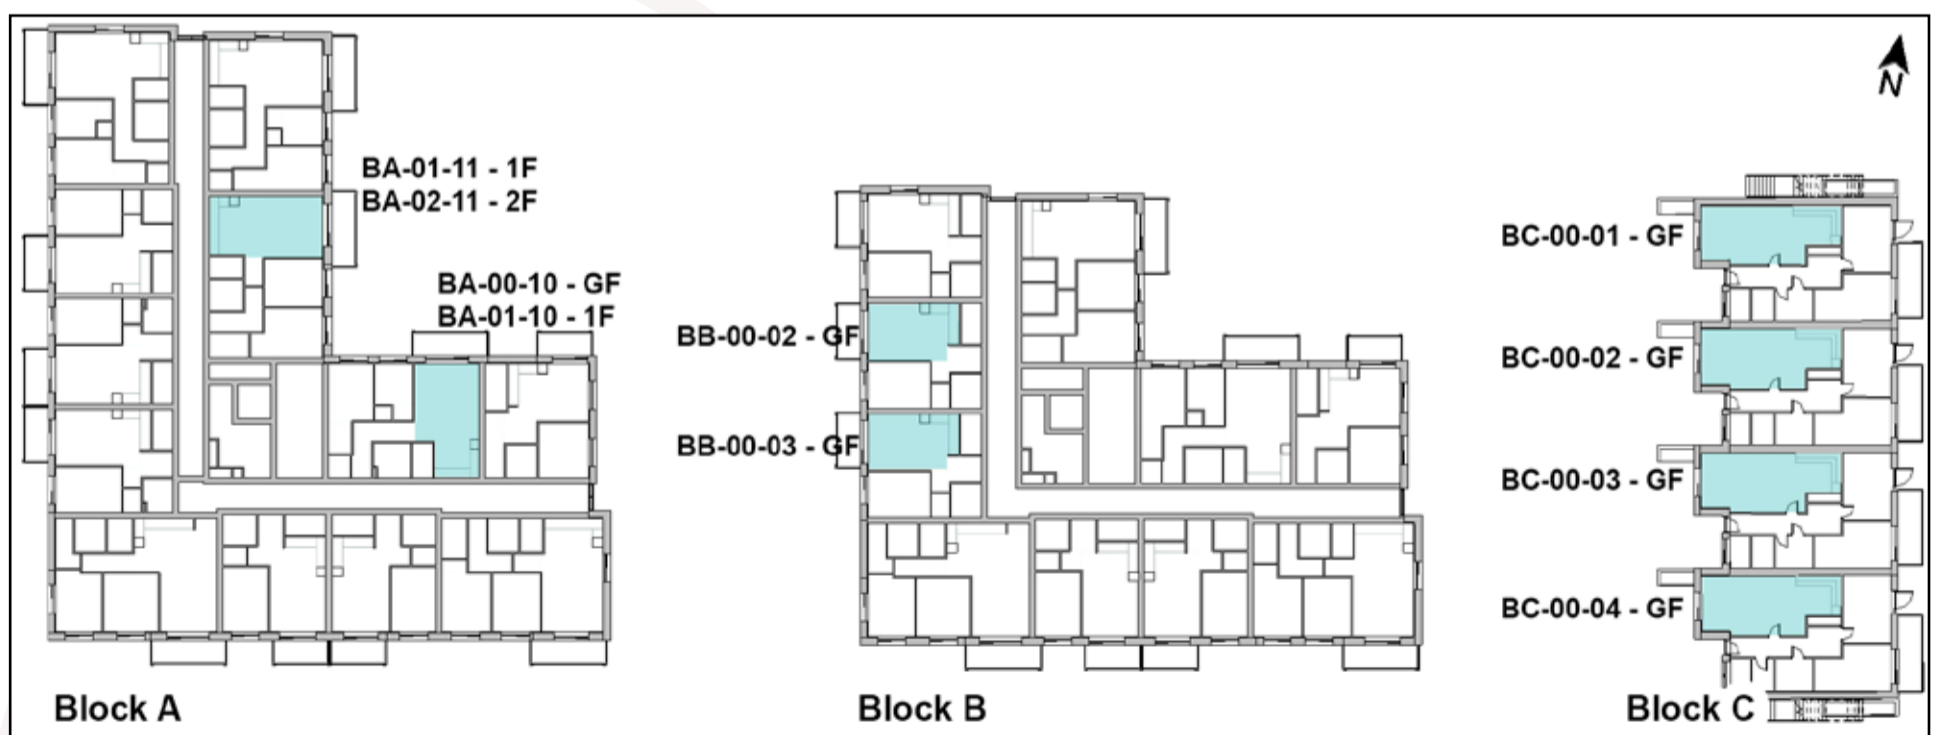 N
BA-01-11 - 1F
BA-02-11 - 2F
BA-00-10 - GF
BA-01-10 - 1F
BB-00-02 - GF
BB-00-03 - GF
BC-00-01 - GF
BC-00-02 - GF
BC-00-03 - GF
BC-00-04 - GF
Block A
Block B
Block C